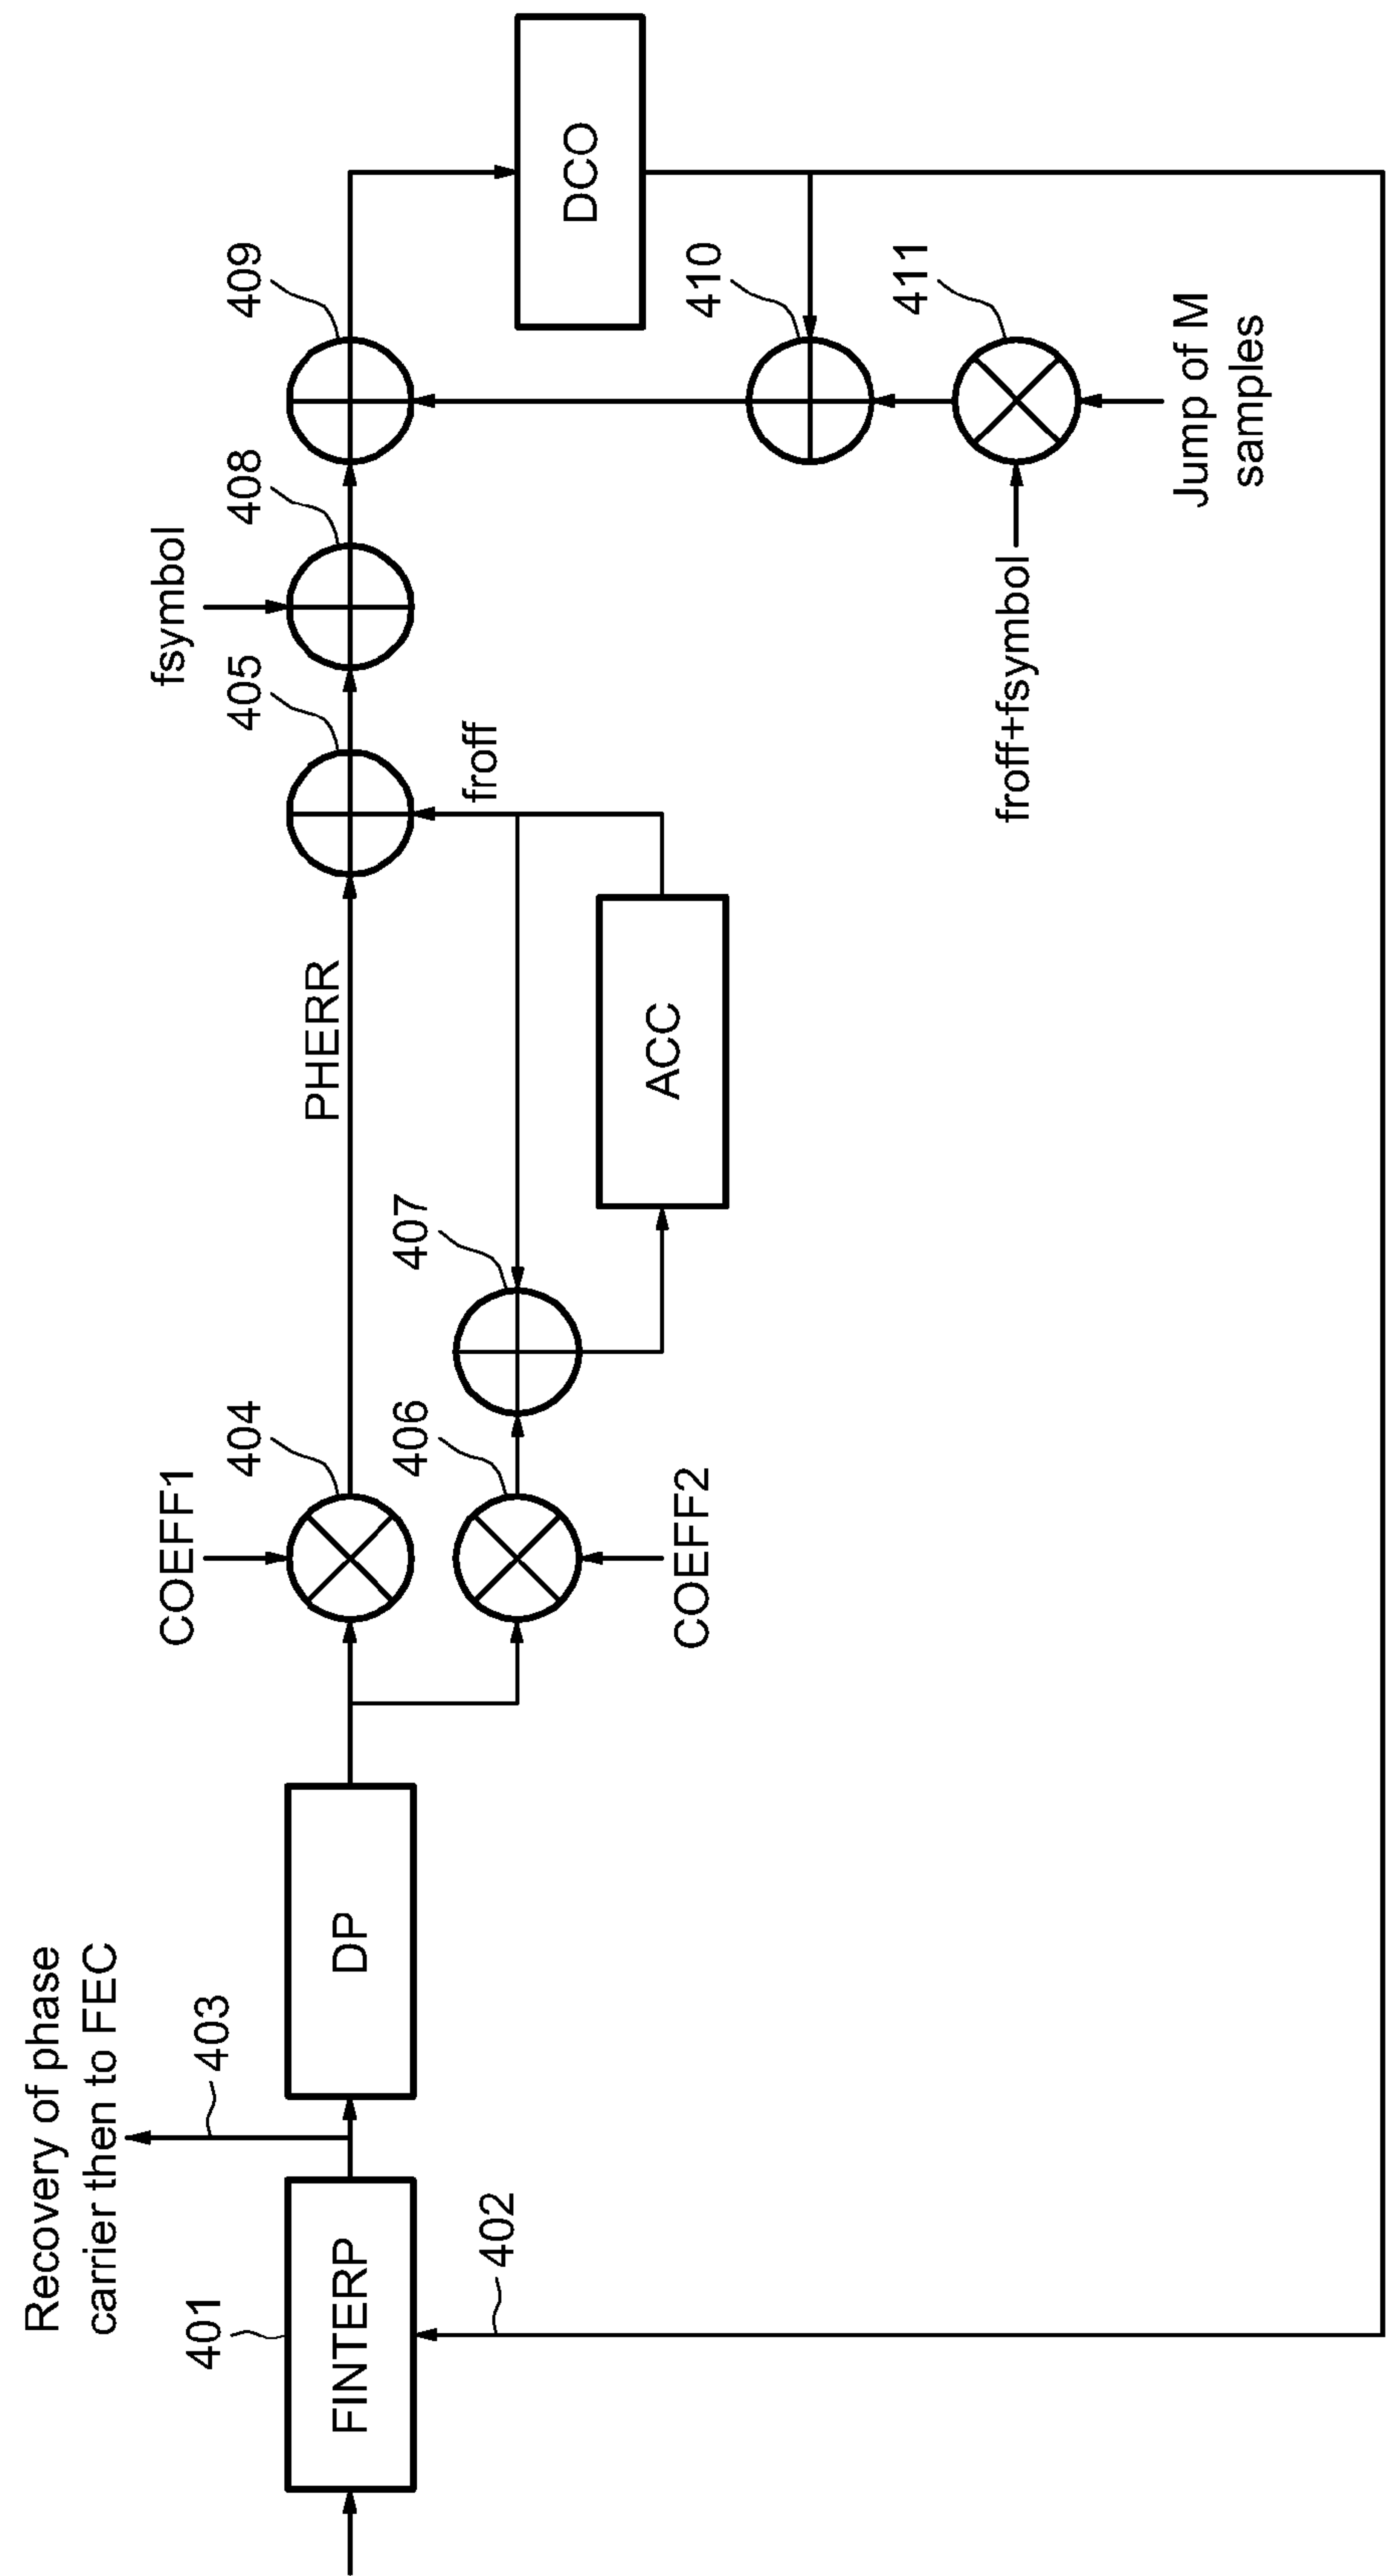 Recovery of phase
carrier then to FEC
403
401
FINTERP
402
DP
COEFF1
404
406
COEFF2
407
PHERR
ACC
froff
405
fsymbol
408
409
DCO
410
411
froff+fsymbol
Jump of M
samples